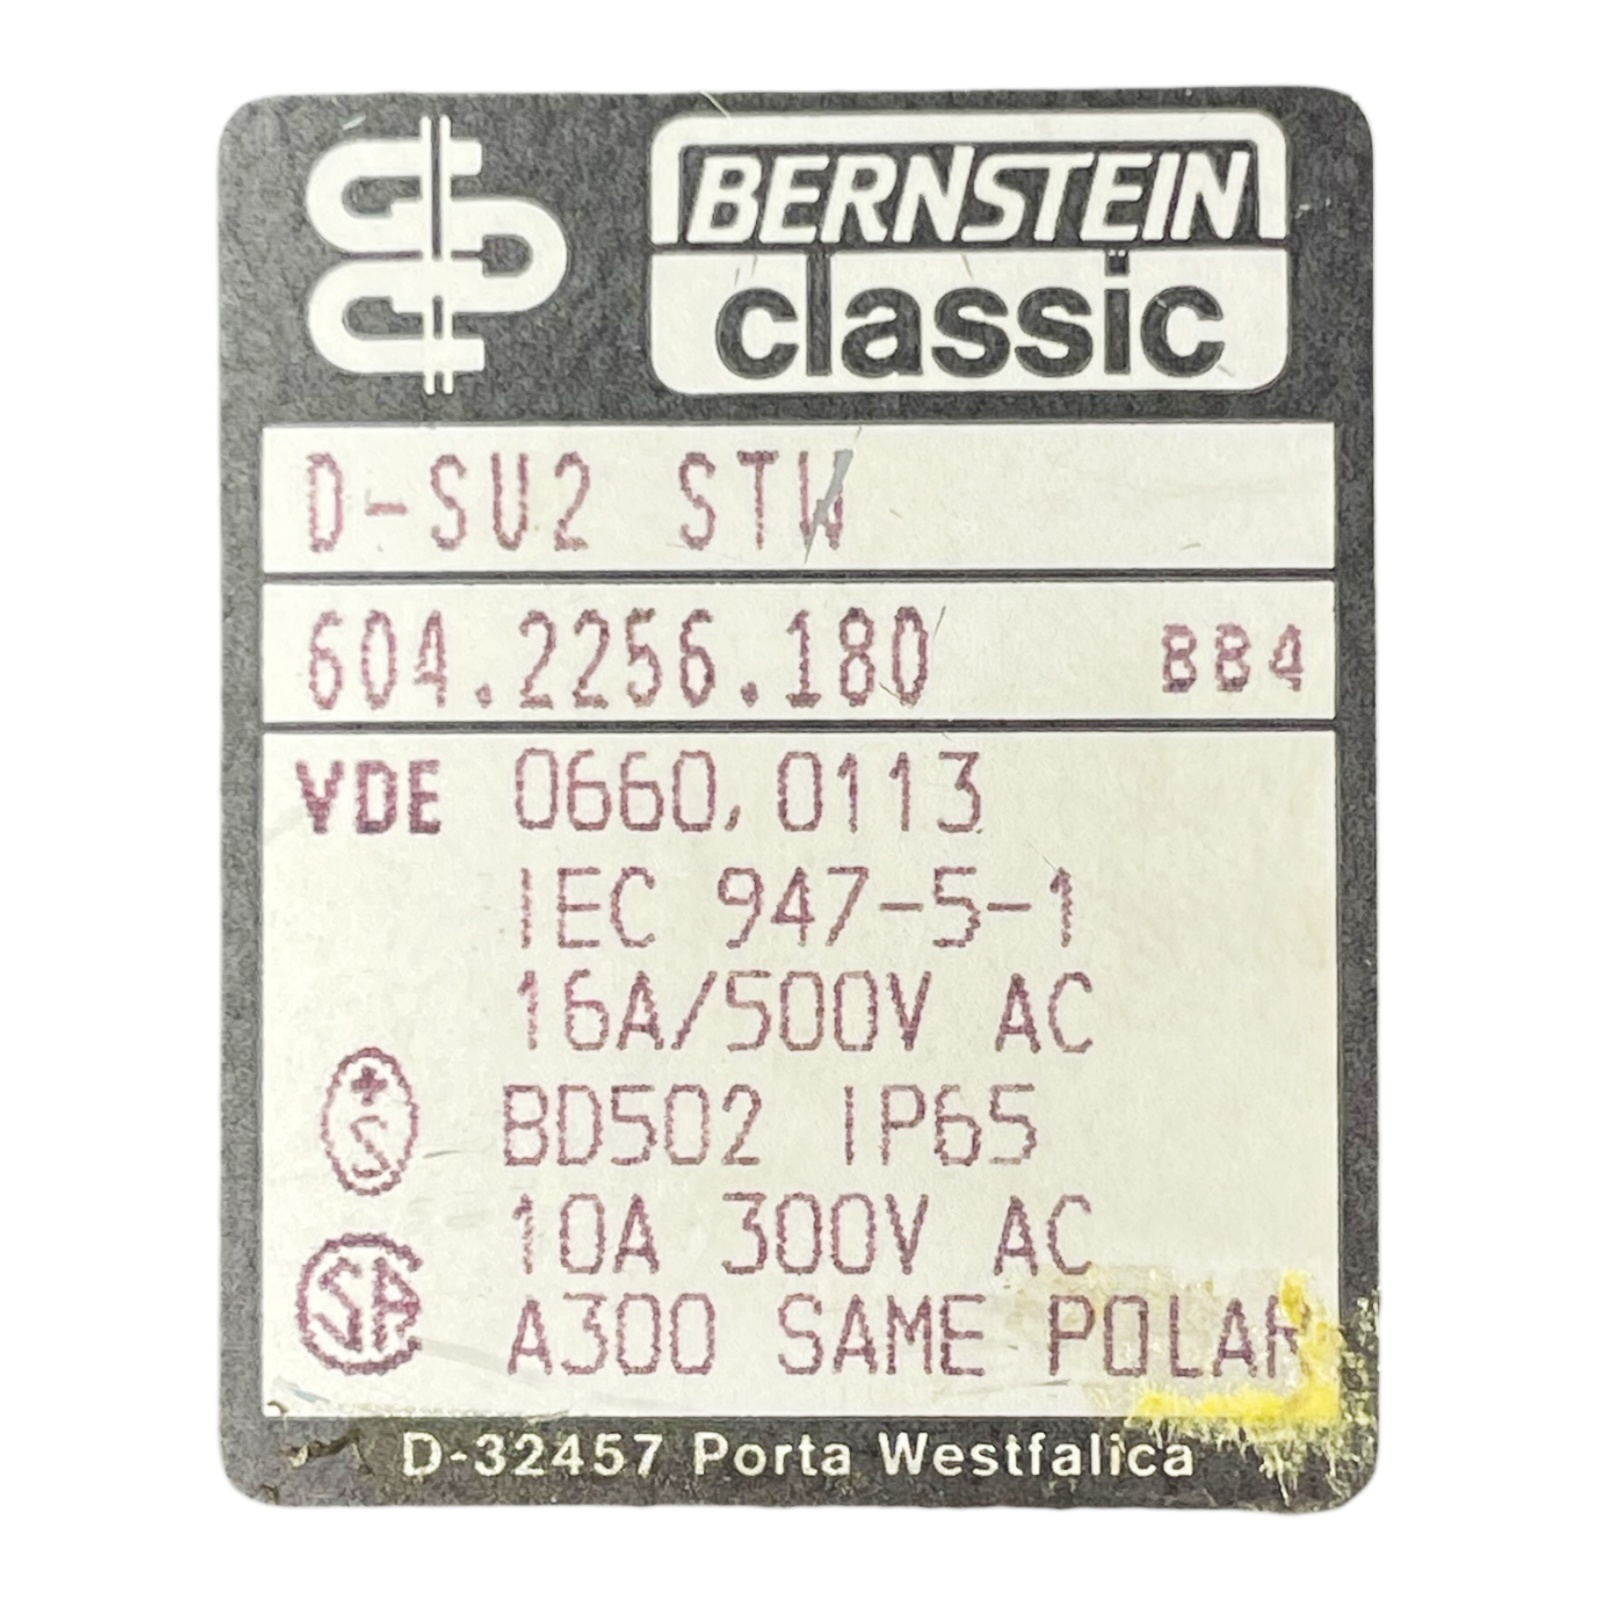 BERNSTEIN
classic
D-SU2 STW
604.2256.180 BB4
VDE 0660, 0113
IEC 947-5-1
16A/500V AC
+S BD502 IP65
10A 300V AC
CSA A300 SAME POLAR
D-32457 Porta Westfalica